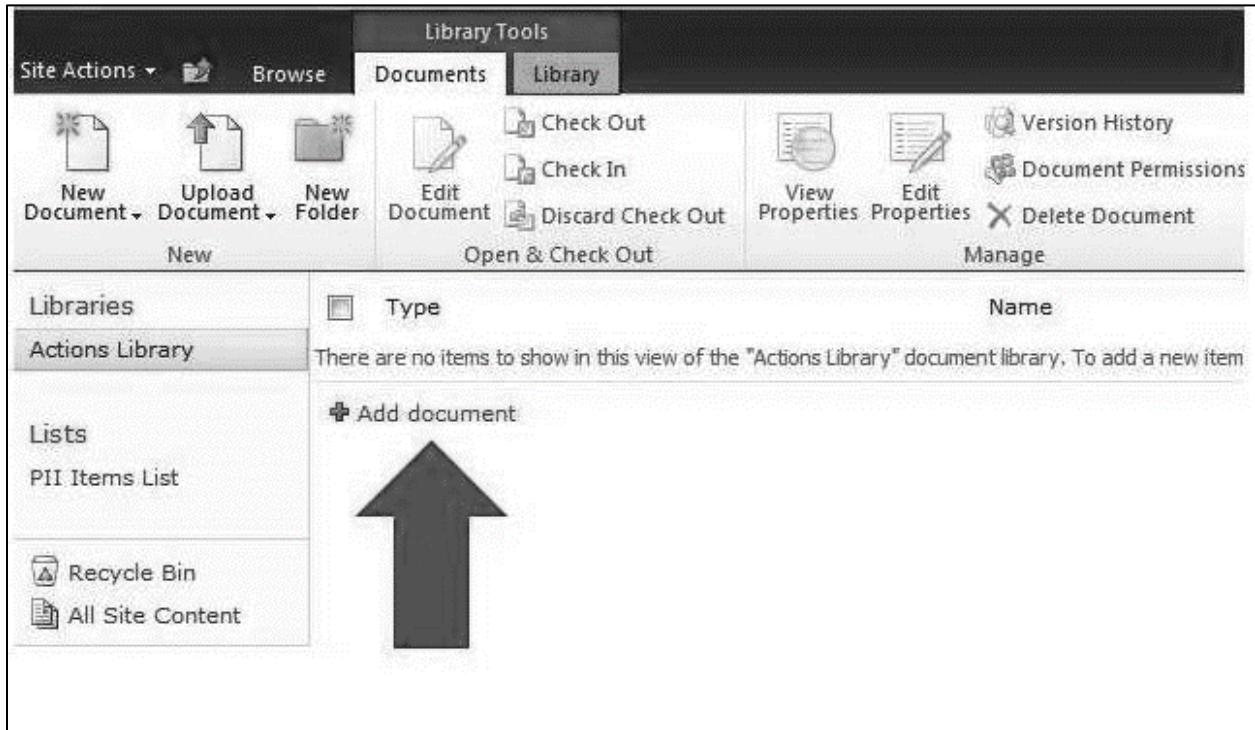 Library Tools
Site Actions Browse Documents Library
New Document Upload Document New Folder
Edit Document Check Out
Check In
Discard Check Out
View Properties Edit Properties Version History
Document Permissions
Delete Document
New Open & Check Out Manage
Libraries
Actions Library
Lists
PII Items List
Recycle Bin
All Site Content
Type Name
There are no items to show in this view of the "Actions Library" document library. To add a new item
Add document